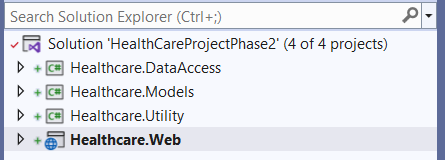 Search Solution Explorer (Ctrl+;)
Solution 'HealthCareProjectPhase2' (4 of 4 projects)
C# Healthcare.DataAccess
C# Healthcare.Models
C# Healthcare.Utility
Healthcare.Web